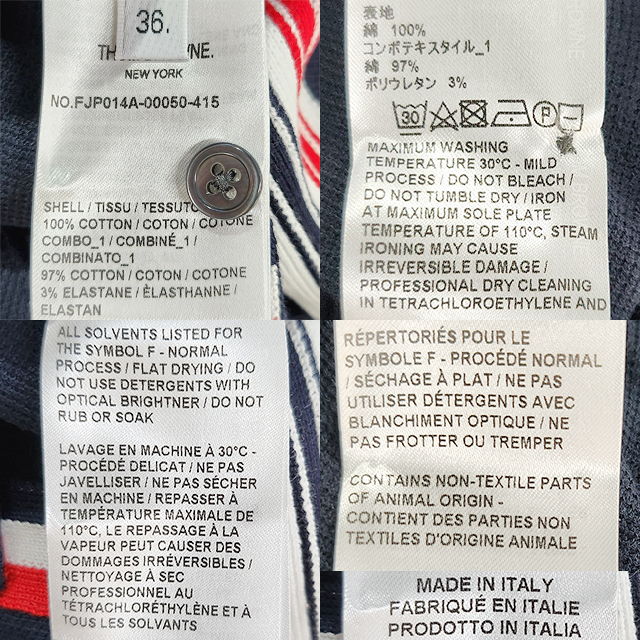 36.
NEW YORK
NO.FJP014A-00050-415
SHELL / TISSU / TESSUTO
100% COTTON / COTON / COTONE
COMBO_1 / COMBINÉ_1 /
COMBINATO_1
97% COTTON / COTON / COTONE
3% ELASTANE / ÈLASTHANNE /
ELASTAN
表地
綿 100%
コンボテキスタイル_1
綿 97%
ポリウレタン 3%
30 P
MAXIMUM WASHING
TEMPERATURE 30°C - MILD
PROCESS / DO NOT BLEACH /
DO NOT TUMBLE DRY / IRON
AT MAXIMUM SOLE PLATE
TEMPERATURE OF 110°C, STEAM
IRONING MAY CAUSE
IRREVERSIBLE DAMAGE /
PROFESSIONAL DRY CLEANING
IN TETRACHLOROETHYLENE AND
ALL SOLVENTS LISTED FOR
THE SYMBOL F - NORMAL
PROCESS / FLAT DRYING / DO
NOT USE DETERGENTS WITH
OPTICAL BRIGHTNER / DO NOT
RUB OR SOAK
LAVAGE EN MACHINE À 30°C -
PROCÉDÉ DELICAT / NE PAS
JAVELLISER / NE PAS SÉCHER
EN MACHINE / REPASSER À
TEMPÉRATURE MAXIMALE DE
110°C, LE REPASSAGE À LA
VAPEUR PEUT CAUSER DES
DOMMAGES IRRÉVERSIBLES /
NETTOYAGE À SEC
PROFESSIONNEL AU
TÉTRACHLORÉTHYLÈNE ET À
TOUS LES SOLVANTS
RÉPERTORIÉS POUR LE
SYMBOLE F - PROCÉDÉ NORMAL
/ SÉCHAGE À PLAT / NE PAS
UTILISER DÉTERGENTS AVEC
BLANCHIMENT OPTIQUE / NE
PAS FROTTER OU TREMPER
CONTAINS NON-TEXTILE PARTS
OF ANIMAL ORIGIN -
CONTIENT DES PARTIES NON
TEXTILES D'ORIGINE ANIMALE
MADE IN ITALY
FABRIQUÉ EN ITALIE
PRODOTTO IN ITALIA